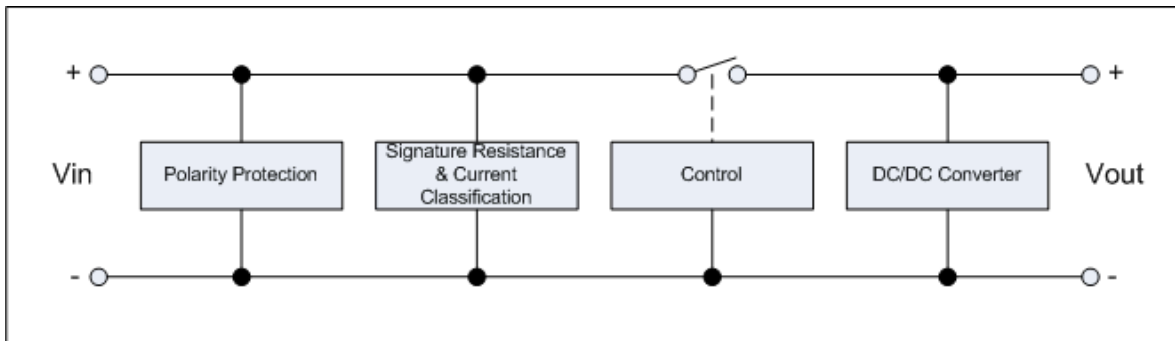 +
+
Vin
Polarity Protection
Signature Resistance
& Current
Classification
Control
DC/DC Converter
Vout
-
-